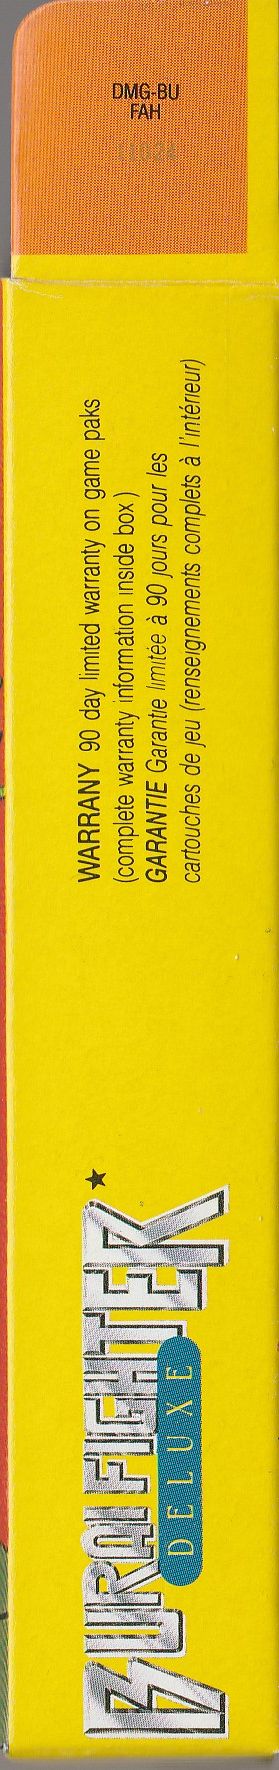 DMG-BU
FAH
WARRANY 90 day limited warranty on game paks
(complete warranty information inside box )
GARANTIE Garantie limitée à 90 jours pour les
cartouches de jeu (renseignements complets à l'intérieur)
BURAI FIGHTER★
DELUXE